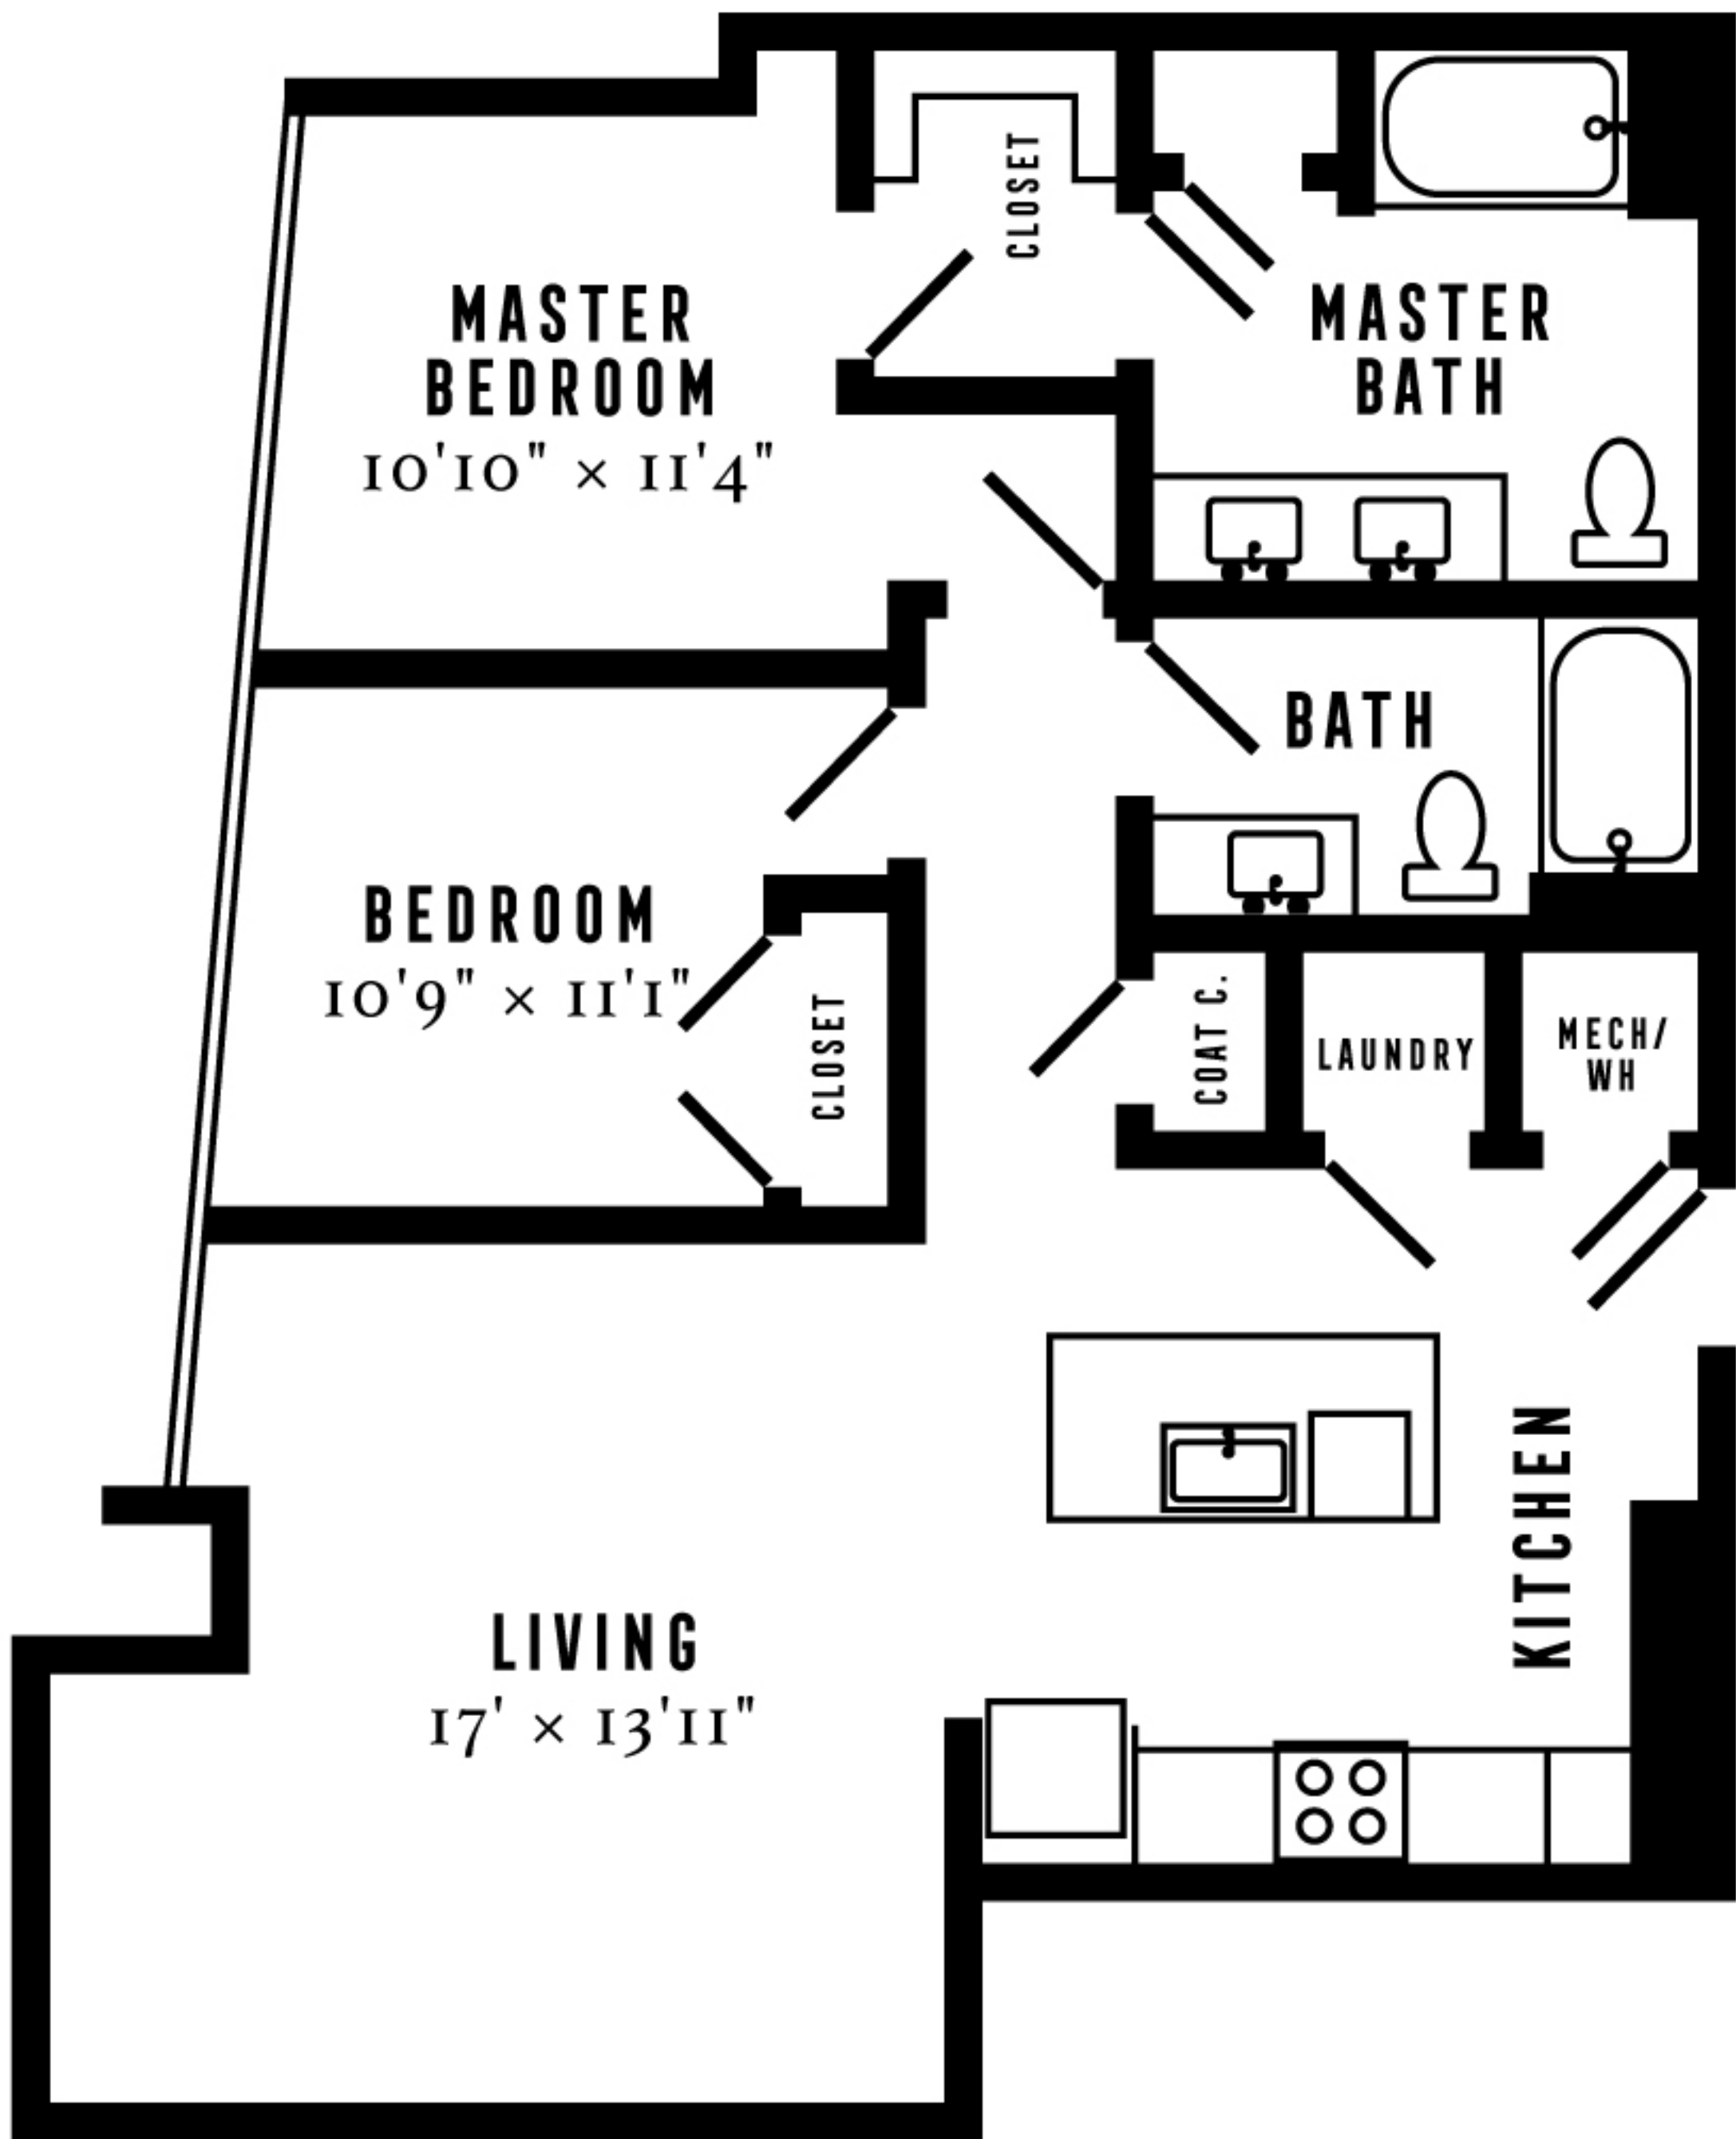 CLOSET
MASTER
BEDROOM
10'10" × 11'4"
MASTER
BATH
BATH
BEDROOM
10'9" × 11'1"
CLOSET
COAT C.
LAUNDRY
MECH/
WH
KITCHEN
LIVING
17' × 13'11"